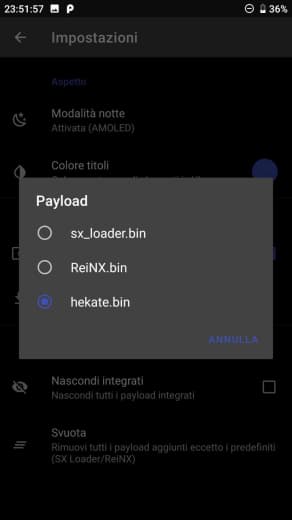 23:51:57
36%
Impostazioni
Aspetto
Modalità notte
Attivata (AMOLED)
Colore titoli
Payload
sx_loader.bin
ReiNX.bin
hekate.bin
ANNULLA
Nascondi integrati
Nascondi tutti i payload integrati
Svuota
Rimuovi tutti i payload aggiunti eccetto i predefiniti
(SX Loader/ReiNX)